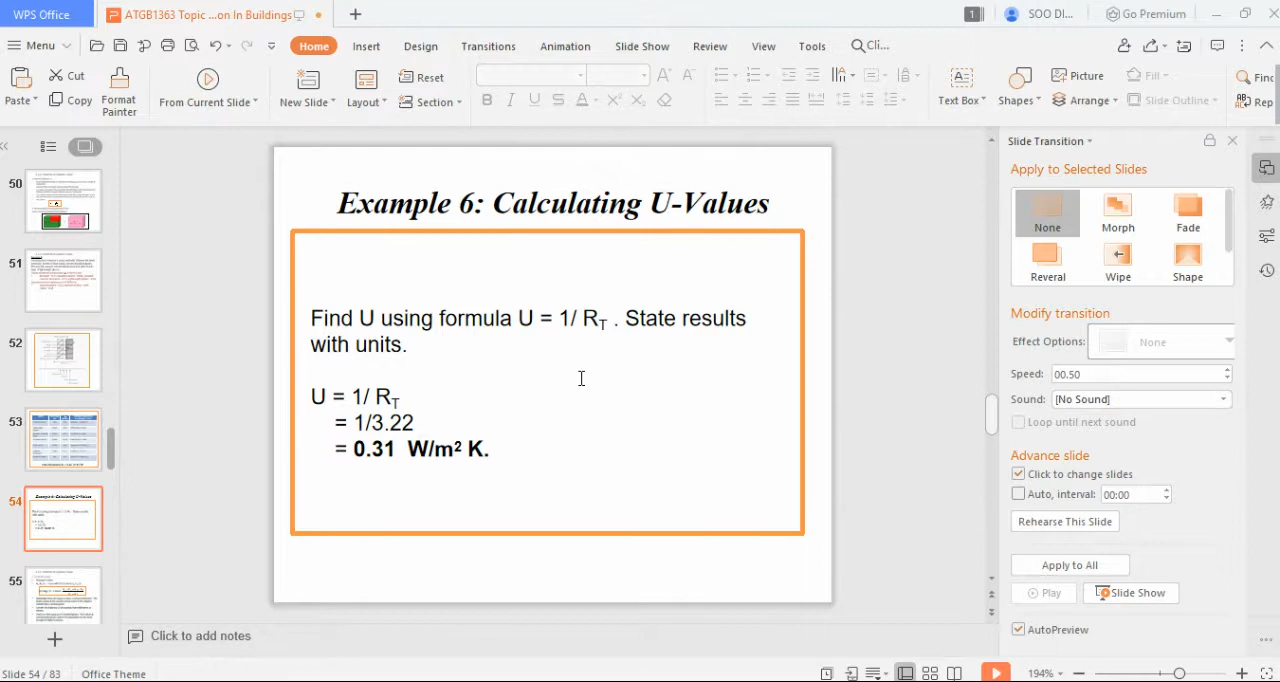 WPS Office
ATGB1363 Topic ...on In Buildings
1
SOO DI...
Go Premium
Menu
Home
Insert
Design
Transitions
Animation
Slide Show
Review
View
Tools
Cli...
Paste
Cut
Copy
Format Painter
From Current Slide
New Slide
Layout
Reset
Section
B I U S A X² X₂
Text Box
Shapes
Picture
Arrange
Fill
Slide Outline
Find
Rep
50
51
52
53
54
55
Example 6: Calculating U-Values
Find U using formula U = 1/ R_T . State results
with units.
U = 1/ R_T
= 1/3.22
= 0.31 W/m² K.
Slide Transition
Apply to Selected Slides
None
Morph
Fade
Reveral
Wipe
Shape
Modify transition
Effect Options: None
Speed: 00.50
Sound: [No Sound]
Loop until next sound
Advance slide
Click to change slides
Auto, interval: 00:00
Rehearse This Slide
Apply to All
Play
Slide Show
AutoPreview
Click to add notes
Slide 54 / 83
Office Theme
194%